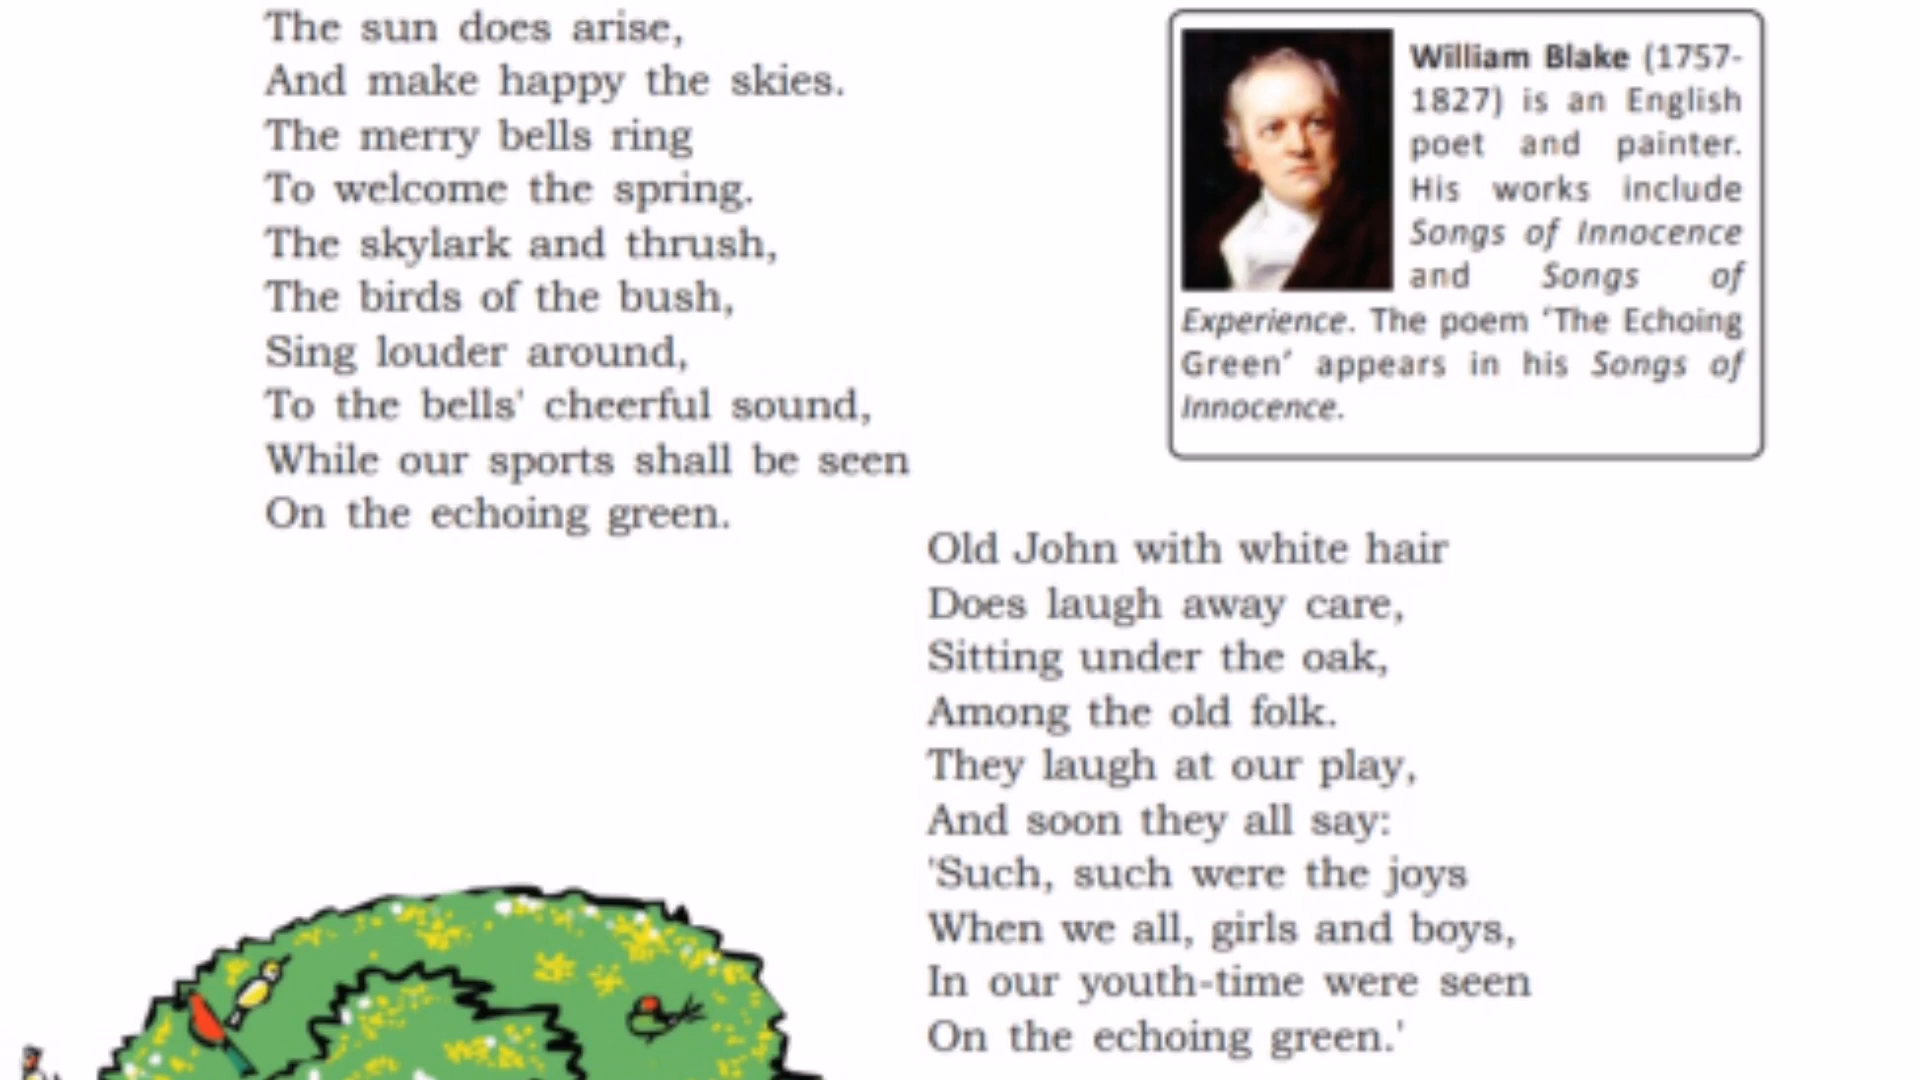 The sun does arise,
And make happy the skies.
The merry bells ring
To welcome the spring.
The skylark and thrush,
The birds of the bush,
Sing louder around,
To the bells' cheerful sound,
While our sports shall be seen
On the echoing green.
William Blake (1757-
1827) is an English
poet and painter.
His works include
Songs of Innocence
and Songs of
Experience. The poem ‘The Echoing
Green’ appears in his Songs of
Innocence.
Old John with white hair
Does laugh away care,
Sitting under the oak,
Among the old folk.
They laugh at our play,
And soon they all say:
'Such, such were the joys
When we all, girls and boys,
In our youth-time were seen
On the echoing green.'